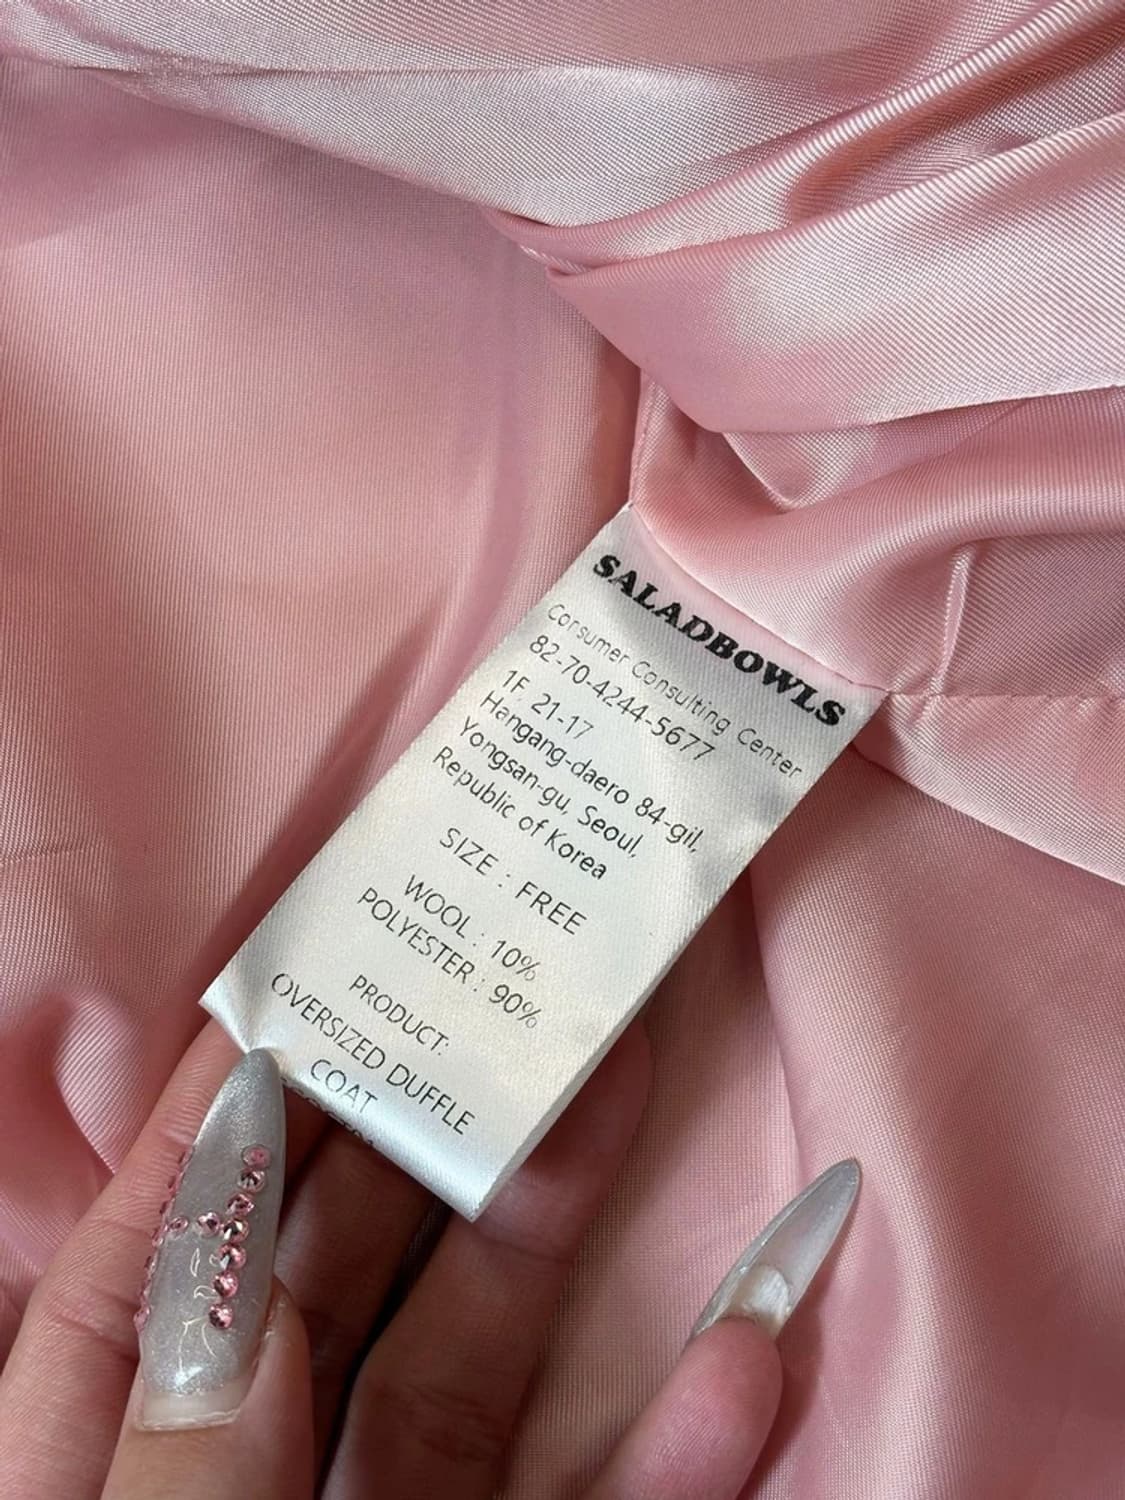 SALADBOWLS
Consumer Consulting Center
82-70-4244-5677
1F, 21-17
Hangang-daero 84-gil,
Yongsan-gu, Seoul,
Republic of Korea
SIZE : FREE
WOOL : 10%
POLYESTER : 90%
PRODUCT:
OVERSIZED DUFFLE
COAT